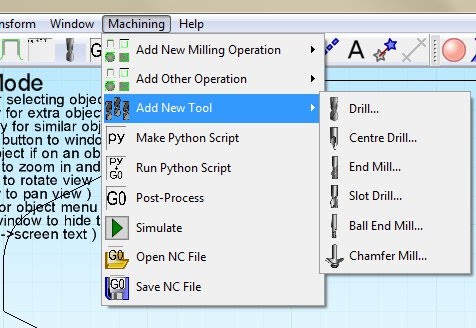 nsform Window Machining Help
Add New Milling Operation
Add Other Operation
Add New Tool
Make Python Script
Run Python Script
Post-Process
Simulate
Open NC File
Save NC File
Drill...
Centre Drill...
End Mill...
Slot Drill...
Ball End Mill...
Chamfer Mill...
PY
PY
G0
G0
G0
G0
G
A
Mode
r selecting objec
for extra object
y for similar obj
button to windo
bject if on an ob
to zoom in and
to rotate view
r to pan view )
or object menu
window to hide t
->screen text )